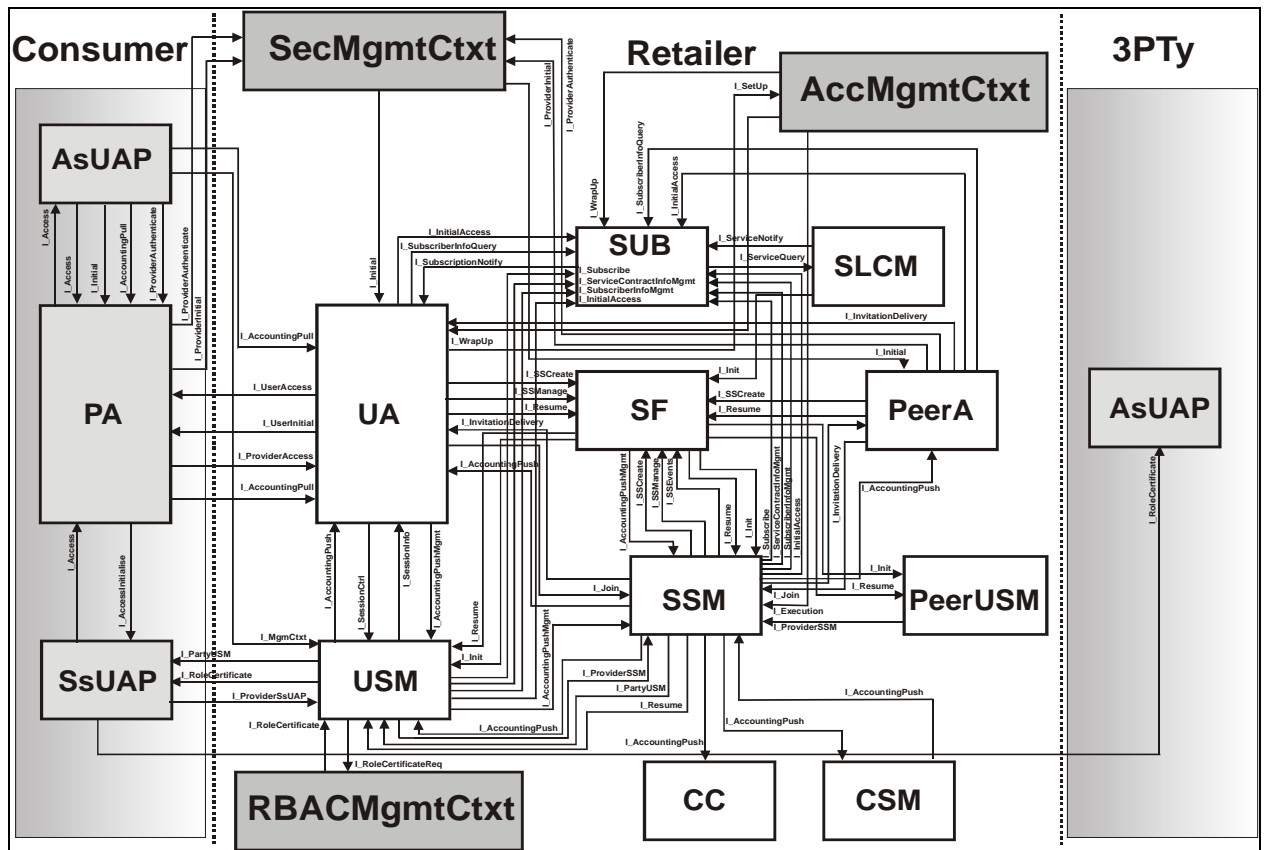 Consumer
SecMgmtCtxt
Retailer
3PTy
AccMgmtCtxt
I_SetUp
I_ProviderInitial
I_ProviderAuthenticate
AsUAP
I_SubscriberInfoQuery
I_InitialAccess
I_WrapUp
I_Access
I_Access
I_Initial
I_AccountingPull
I_ProviderAuthenticate
I_ProviderAuthenticate
I_ProviderInitial
I_Initial
I_InitialAccess
I_SubscriberInfoQuery
I_SubscriptionNotify
SUB
I_Subscribe
I_ServiceContractInfoMgmt
I_SubscriberInfoMgmt
I_InitialAccess
I_ServiceNotify
I_ServiceQuery
SLCM
I_InvitationDelivery
I_AccountingPull
I_WrapUp
I_Initial
I_UserAccess
PA
UA
I_SSCreate
I_SSManage
I_Resume
I_InvitationDelivery
SF
I_Init
I_SSCreate
I_Resume
PeerA
AsUAP
I_UserInitial
I_ProviderAccess
I_AccountingPull
I_AccountingPush
I_AccountingPushMgmt
I_SSCreate
I_SSManage
I_SSEvents
I_Resume
I_Init
I_Subscribe
I_ServiceContractInfoMgmt
I_SubscriberInfoMgmt
I_InitialAccess
I_InvitationDelivery
I_AccountingPush
I_RoleCertificate
I_Access
I_AccessInitialise
I_AccountingPush
I_SessionCtrl
I_SessionInfo
I_AccountingPushMgmt
I_Resume
I_Join
SSM
I_Join
I_Execution
I_ProviderSSM
I_Init
I_Resume
PeerUSM
I_MgmCtxt
I_PartyUSM
I_RoleCertificate
I_ProviderSsUAP
SsUAP
USM
I_Init
I_AccountingPushMgmt
I_ProviderSSM
I_PartyUSM
I_Resume
I_AccountingPush
I_AccountingPush
I_AccountingPush
I_AccountingPush
I_RoleCertificate
I_RoleCertificateReq
RBACMgmtCtxt
CC
CSM